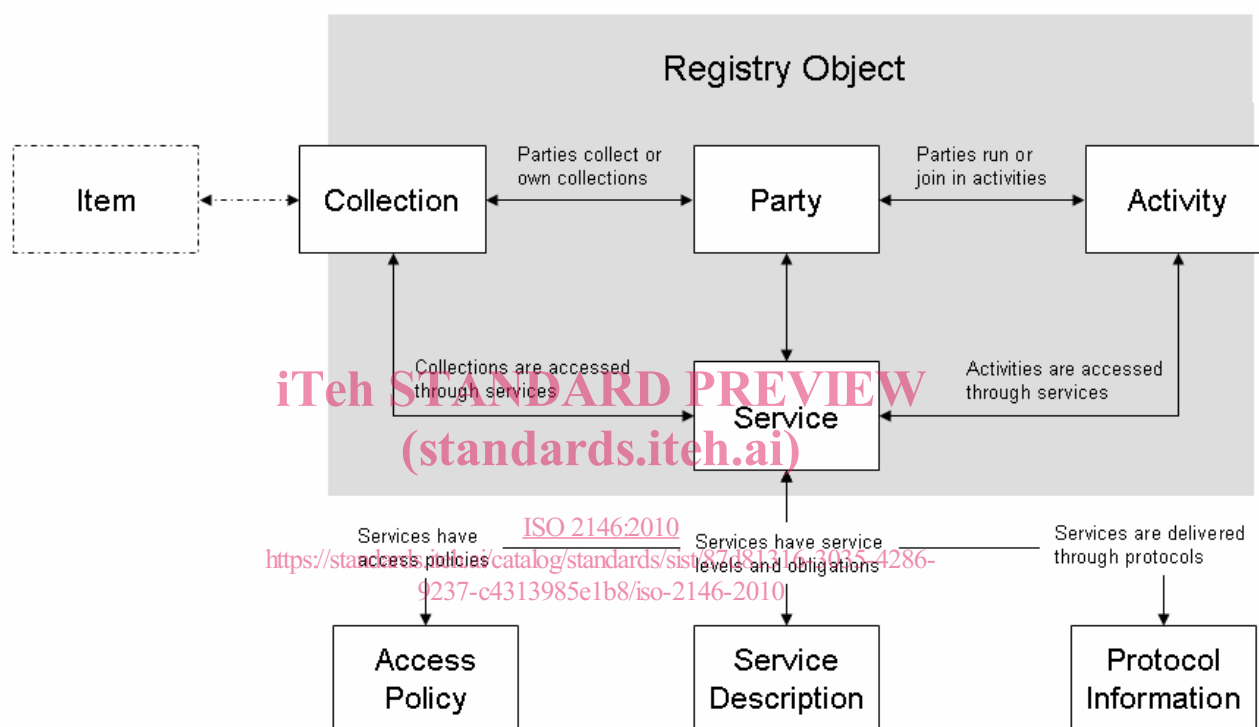 Registry Object
Item
Collection
Parties collect or
own collections
Party
Parties run or
join in activities
Activity
Collections are accessed
through services
Service
Activities are accessed
through services
iTeh STANDARD PREVIEW
(standards.iteh.ai)
Services have
access policies
ISO 2146:2010
Services have service
levels and obligations
Services are delivered
through protocols
https://standards.iteh.ai/catalog/standards/sist/87d81316-3035-4286-
9237-c4313985e1b8/iso-2146-2010
Access
Policy
Service
Description
Protocol
Information